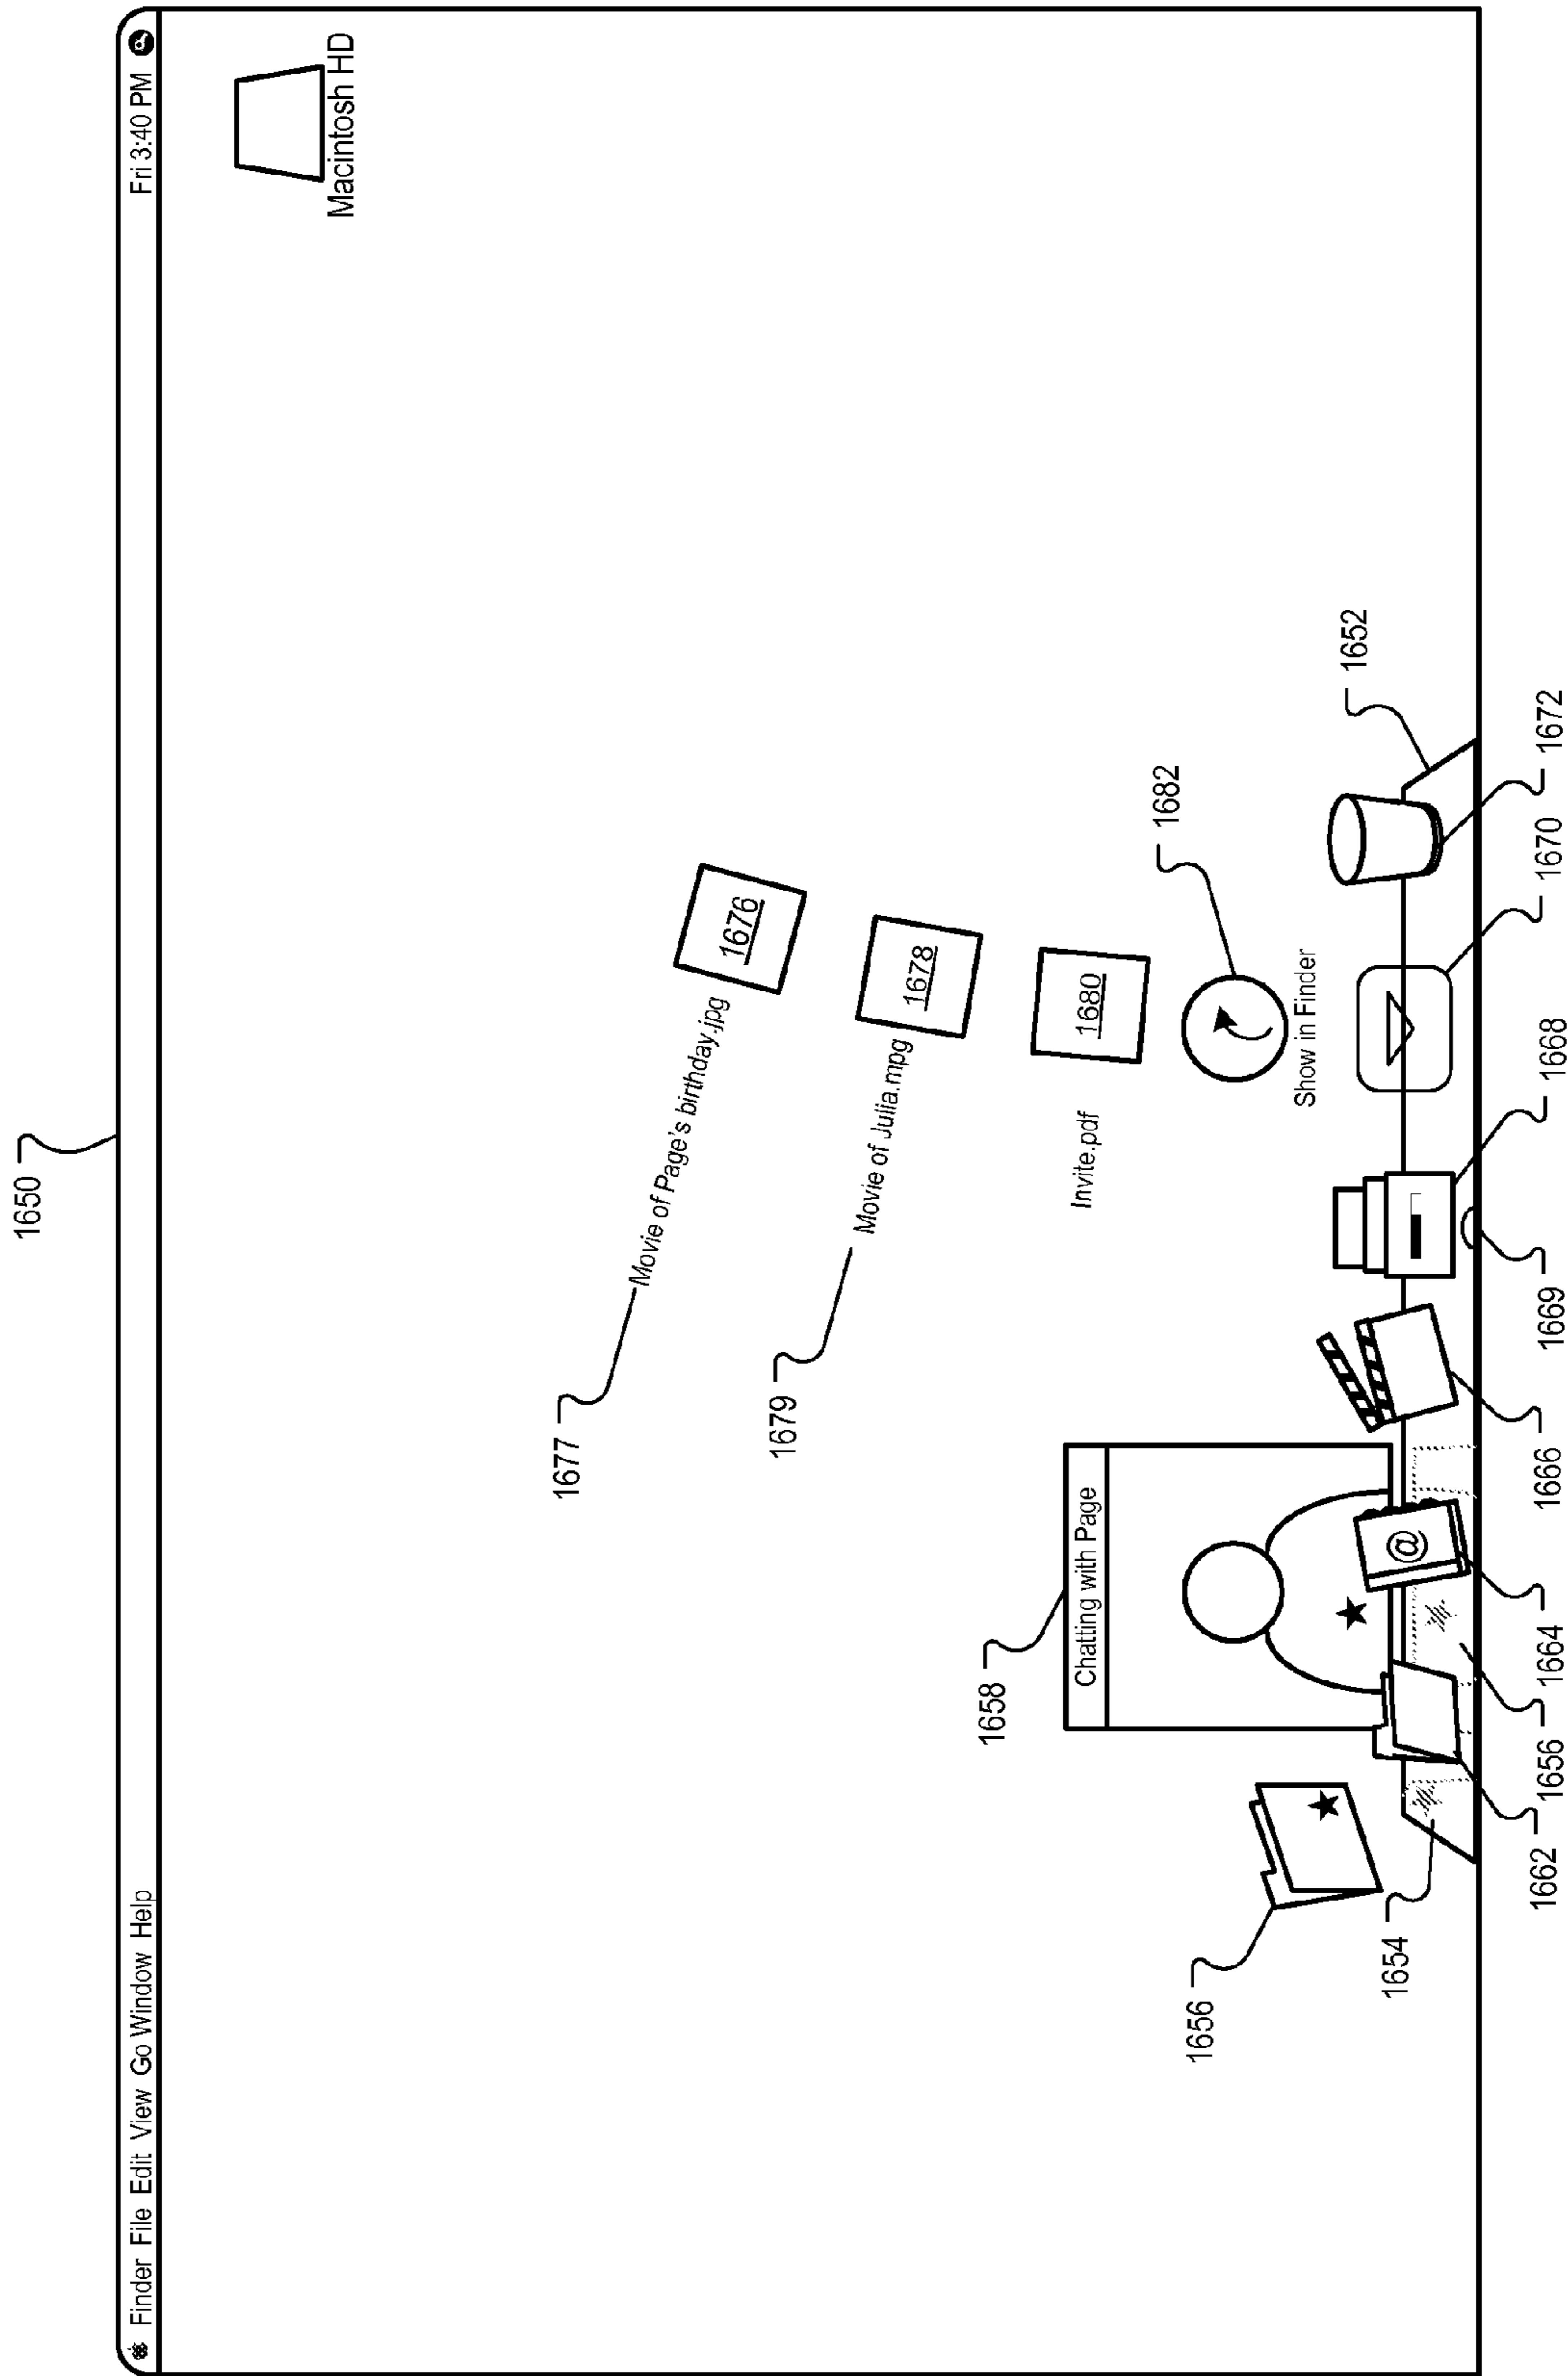 1650
Finder File Edit View Go Window Help
Fri 3:40 PM
Macintosh HD
1677
Movie of Page's birthday.jpg
1676
1679
Movie of Julia.mpg
1678
Invite.pdf
1680
1682
Show in Finder
1658
Chatting with Page
1656
@
1652
1654
1662
1656
1664
1666
1669
1668
1670
1672